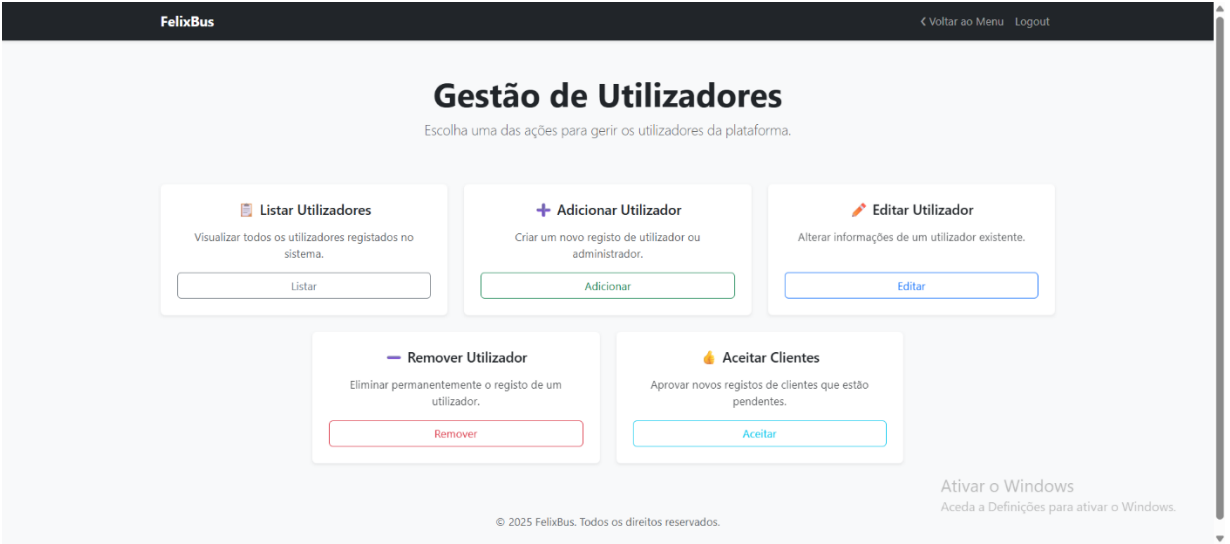 FelixBus
Voltar ao Menu Logout
Gestão de Utilizadores
Escolha uma das ações para gerir os utilizadores da plataforma.
Listar Utilizadores
Visualizar todos os utilizadores registados no
sistema.
Listar
Adicionar Utilizador
Criar um novo registo de utilizador ou
administrador.
Adicionar
Editar Utilizador
Alterar informações de um utilizador existente.
Editar
Remover Utilizador
Eliminar permanentemente o registo de um
utilizador.
Remover
Aceitar Clientes
Aprovar novos registos de clientes que estão
pendentes.
Aceitar
Ativar o Windows
Aceda a Definições para ativar o Windows.
© 2025 FelixBus. Todos os direitos reservados.